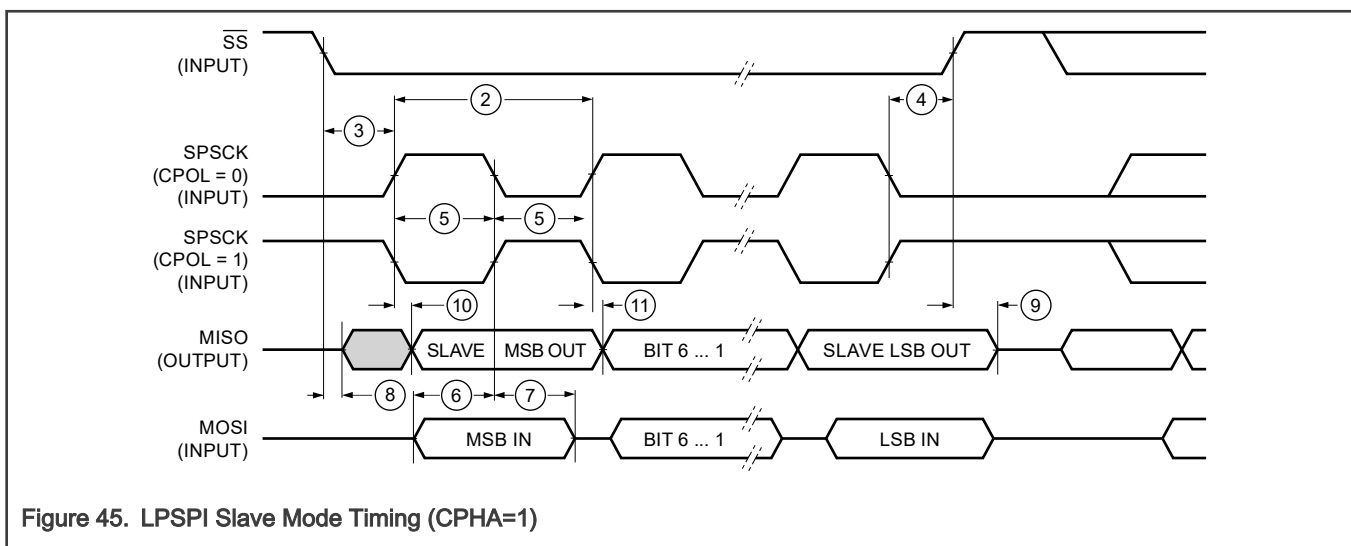 SS
(INPUT)
2
4
3
SPSCK
(CPOL = 0)
(INPUT)
5
5
SPSCK
(CPOL = 1)
(INPUT)
10
11
9
MISO
(OUTPUT)
SLAVE MSB OUT
BIT 6 ... 1
SLAVE LSB OUT
8
6
7
MOSI
(INPUT)
MSB IN
BIT 6 ... 1
LSB IN
Figure 45. LPSPI Slave Mode Timing (CPHA=1)